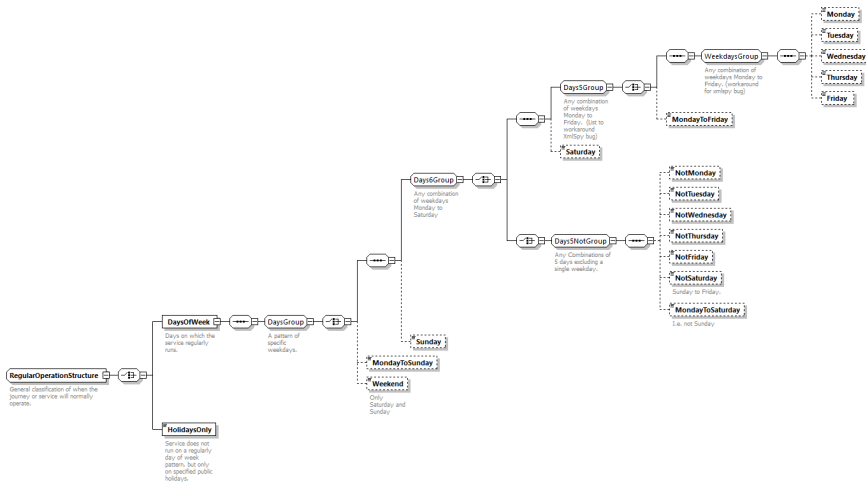 Monday
Tuesday
Wednesday
Thursday
Friday
WeekdaysGroup
Any combination of
weekdays Monday to
Friday. (workaround
for xmlspy bug)
Days5Group
Any combination
of weekdays
Monday to
Friday. (List to
workaround
XmlSpy bug)
MondayToFriday
Saturday
Days6Group
Any combination
of weekdays
Monday to
Saturday
NotMonday
NotTuesday
NotWednesday
NotThursday
NotFriday
NotSaturday
Sunday to Friday.
MondayToSaturday
I.e. not Sunday
Days5NotGroup
Any Combinations of
5 days excluding a
single weekday.
DaysOfWeek
Days on which the
service regularly
runs.
DaysGroup
A pattern of
specific
weekdays.
Sunday
MondayToSunday
Weekend
Only
Saturday and
Sunday
RegularOperationStructure
General classification of when the
journey or service will normally
operate.
HolidaysOnly
Service does not
run on a regularly
day of week
pattern, but only
on specified public
holidays.